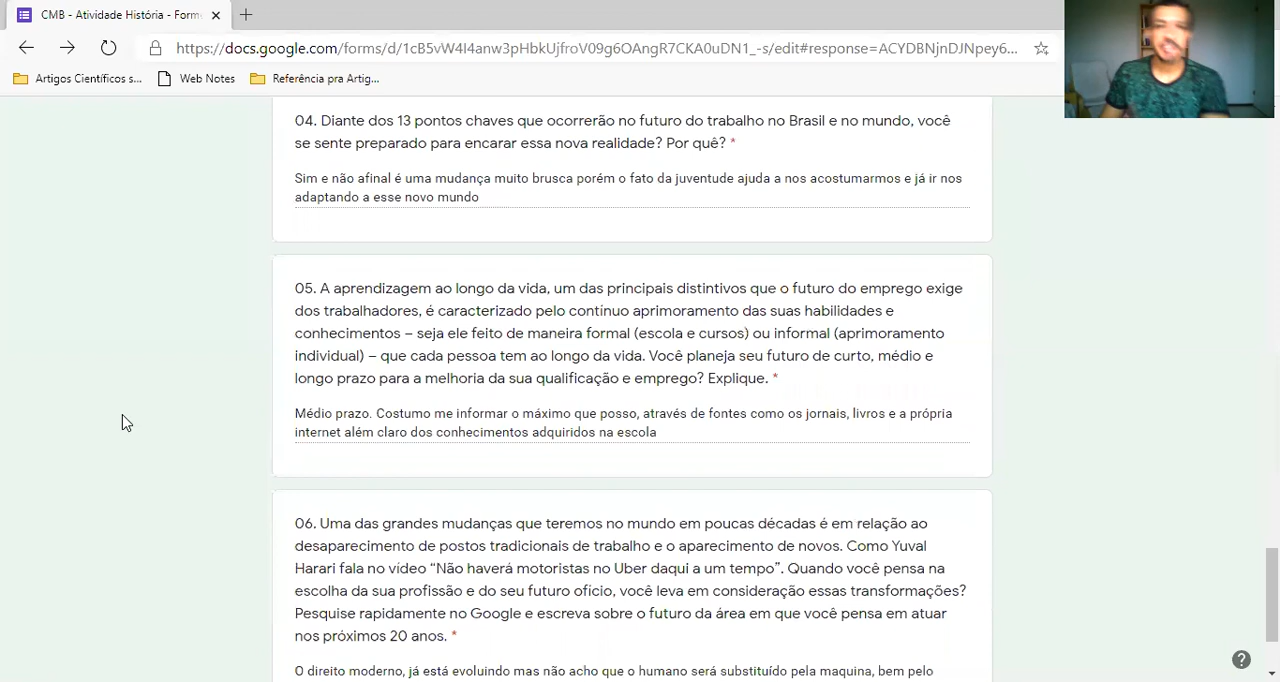 CMB - Atividade História - Form
https://docs.google.com/forms/d/1cB5vW4I4anw3pHbkUjfroV09g6OAngR7CKA0uDN1_-s/edit#response=ACYDBNjnDJNpey6...
Artigos Científicos s...
Web Notes
Referência pra Artig...
04. Diante dos 13 pontos chaves que ocorrerão no futuro do trabalho no Brasil e no mundo, você
se sente preparado para encarar essa nova realidade? Por quê? *
Sim e não afinal é uma mudança muito brusca porém o fato da juventude ajuda a nos acostumarmos e já ir nos
adaptando a esse novo mundo
05. A aprendizagem ao longo da vida, um das principais distintivos que o futuro do emprego exige
dos trabalhadores, é caracterizado pelo contínuo aprimoramento das suas habilidades e
conhecimentos – seja ele feito de maneira formal (escola e cursos) ou informal (aprimoramento
individual) – que cada pessoa tem ao longo da vida. Você planeja seu futuro de curto, médio e
longo prazo para a melhoria da sua qualificação e emprego? Explique. *
Médio prazo. Costumo me informar o máximo que posso, através de fontes como os jornais, livros e a própria
internet além claro dos conhecimentos adquiridos na escola
06. Uma das grandes mudanças que teremos no mundo em poucas décadas é em relação ao
desaparecimento de postos tradicionais de trabalho e o aparecimento de novos. Como Yuval
Harari fala no vídeo “Não haverá motoristas no Uber daqui a um tempo”. Quando você pensa na
escolha da sua profissão e do seu futuro ofício, você leva em consideração essas transformações?
Pesquise rapidamente no Google e escreva sobre o futuro da área em que você pensa em atuar
nos próximos 20 anos. *
O direito moderno, já está evoluindo mas não acho que o humano será substituído pela maquina, bem pelo